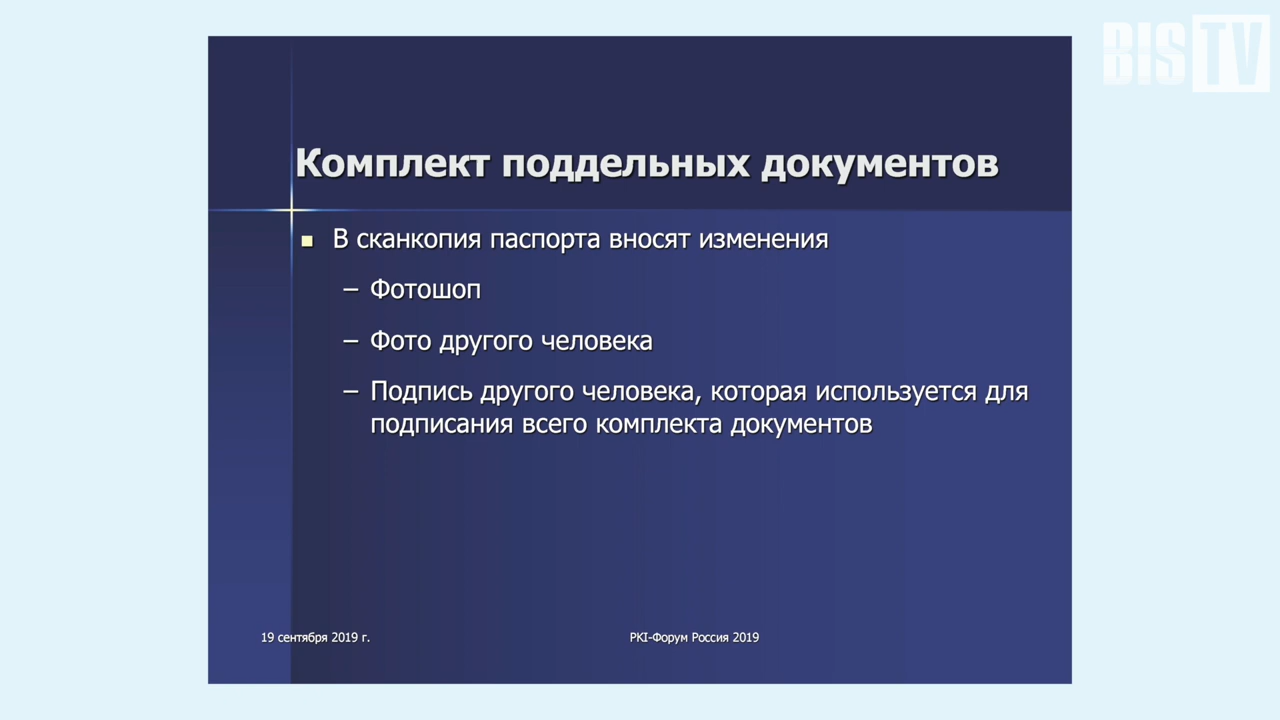 BIS TV
Комплект поддельных документов
В сканкопия паспорта вносят изменения
– Фотошоп
– Фото другого человека
– Подпись другого человека, которая используется для
подписания всего комплекта документов
19 сентября 2019 г.
PKI-Форум Россия 2019